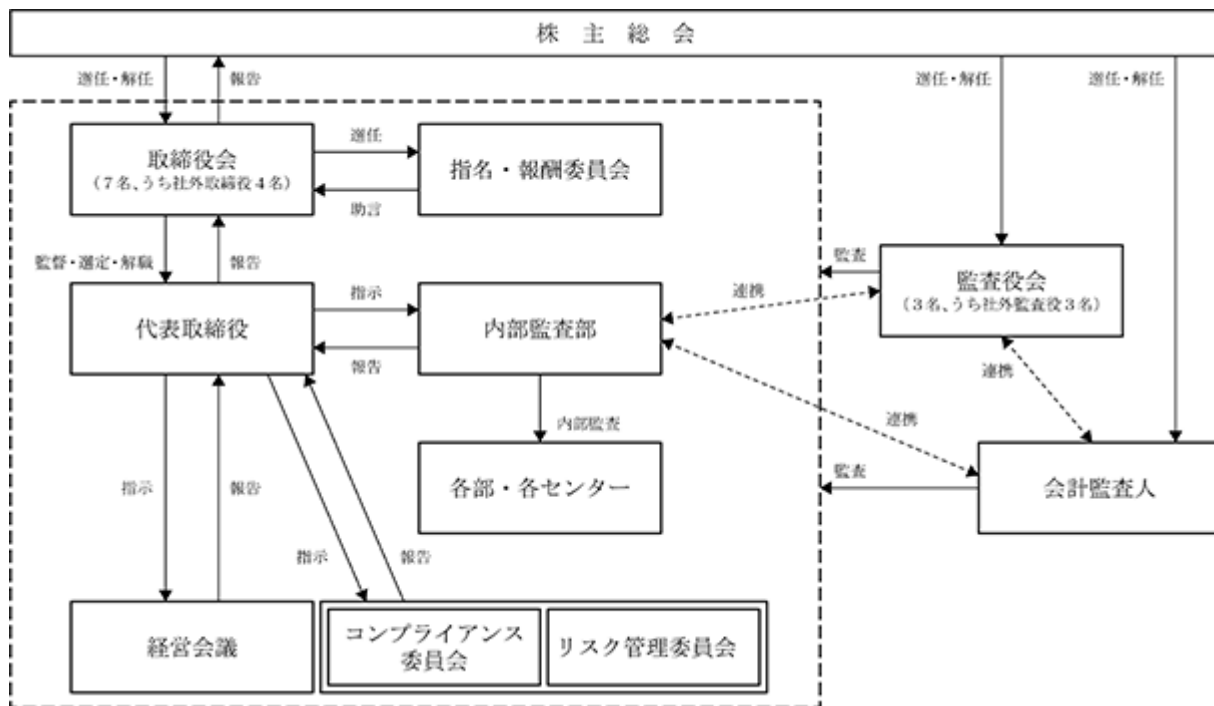 株主総会
選任・解任
報告
選任・解任
選任・解任
取締役会
（７名、うち社外取締役４名）
選任
助言
指名・報酬委員会
監督・選定・解職
報告
監査
監査役会
（３名、うち社外監査役３名）
代表取締役
指示
報告
内部監査部
連携
連携
内部監査
連携
各部・各センター
監査
会計監査人
指示
報告
指示
報告
経営会議
コンプライアンス
委員会
リスク管理委員会